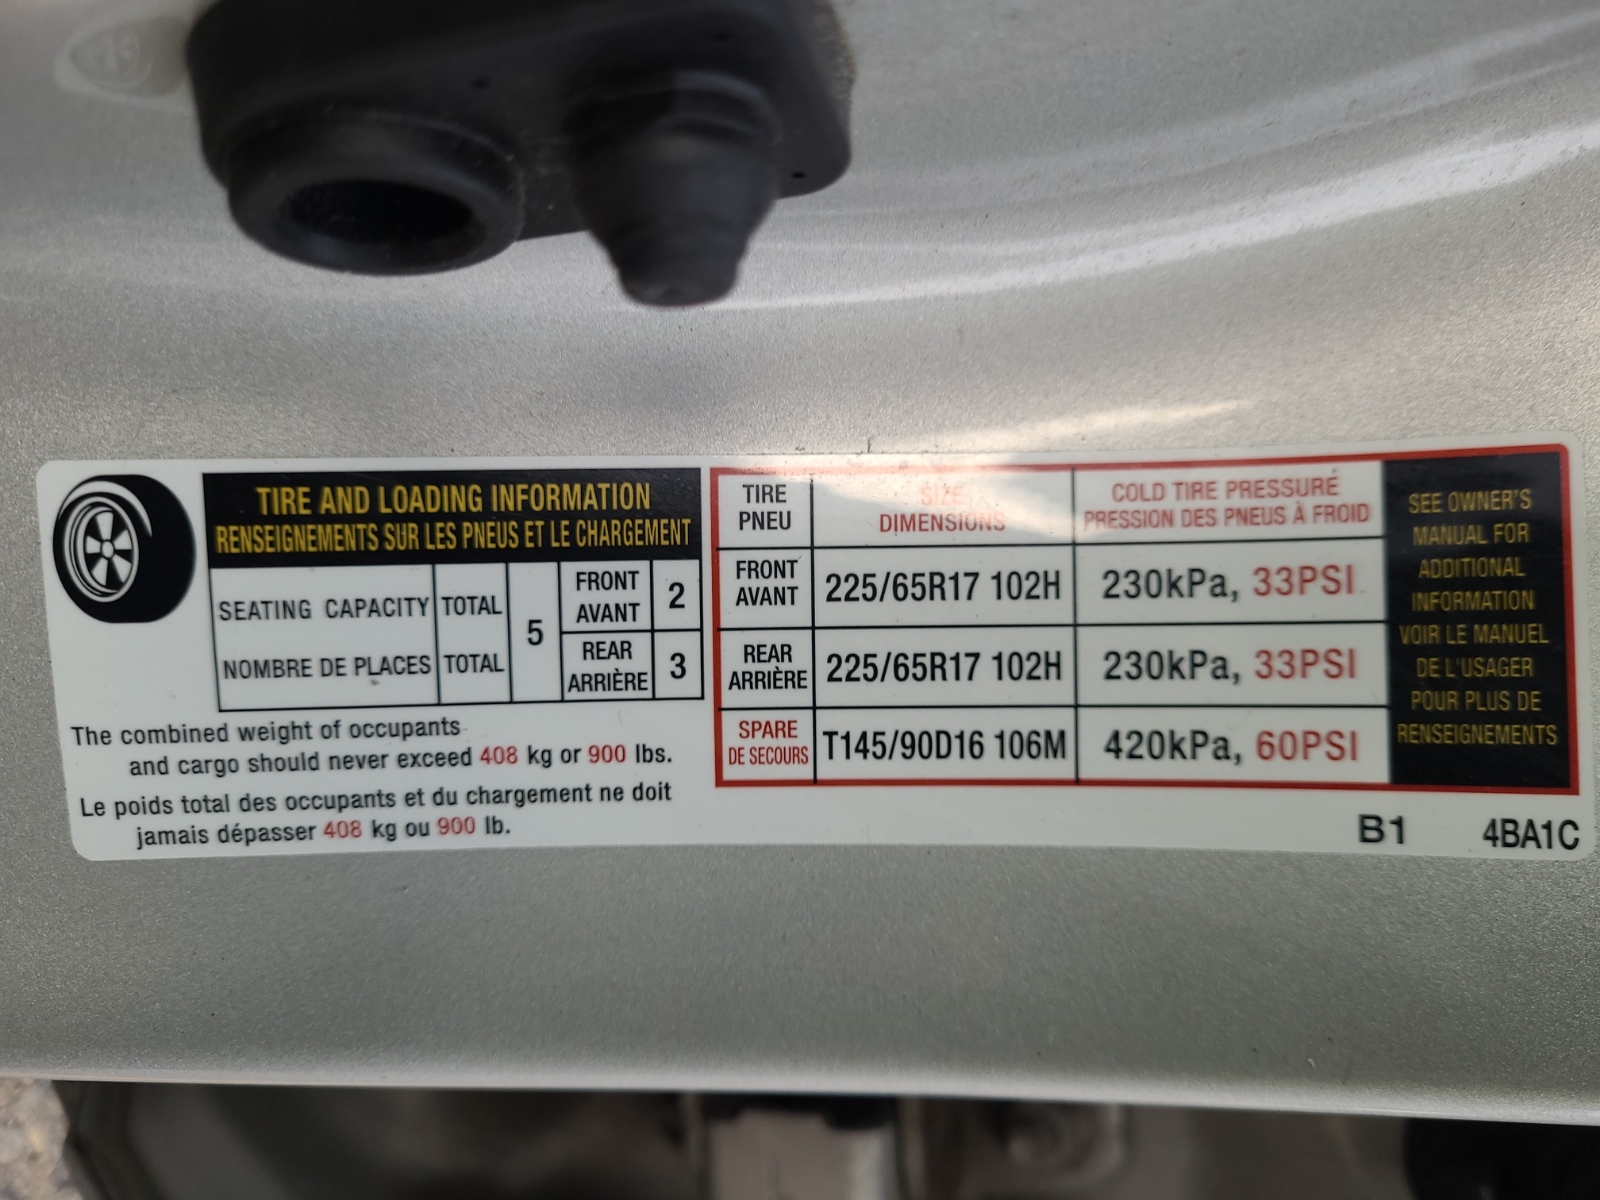 TIRE AND LOADING INFORMATION
RENSEIGNEMENTS SUR LES PNEUS ET LE CHARGEMENT
SEATING CAPACITY TOTAL
NOMBRE DE PLACES TOTAL
5
FRONT
AVANT
2
REAR
ARRIÈRE
3
The combined weight of occupants
and cargo should never exceed 408 kg or 900 lbs.
Le poids total des occupants et du chargement ne doit
jamais dépasser 408 kg ou 900 lb.
TIRE
PNEU
SIZE
DIMENSIONS
COLD TIRE PRESSURE
PRESSION DES PNEUS À FROID
FRONT
AVANT
225/65R17 102H
230kPa, 33PSI
REAR
ARRIÈRE
225/65R17 102H
230kPa, 33PSI
SPARE
DE SECOURS
T145/90D16 106M
420kPa, 60PSI
SEE OWNER'S
MANUAL FOR
ADDITIONAL
INFORMATION
VOIR LE MANUEL
DE L'USAGER
POUR PLUS DE
RENSEIGNEMENTS
B1 4BA1C